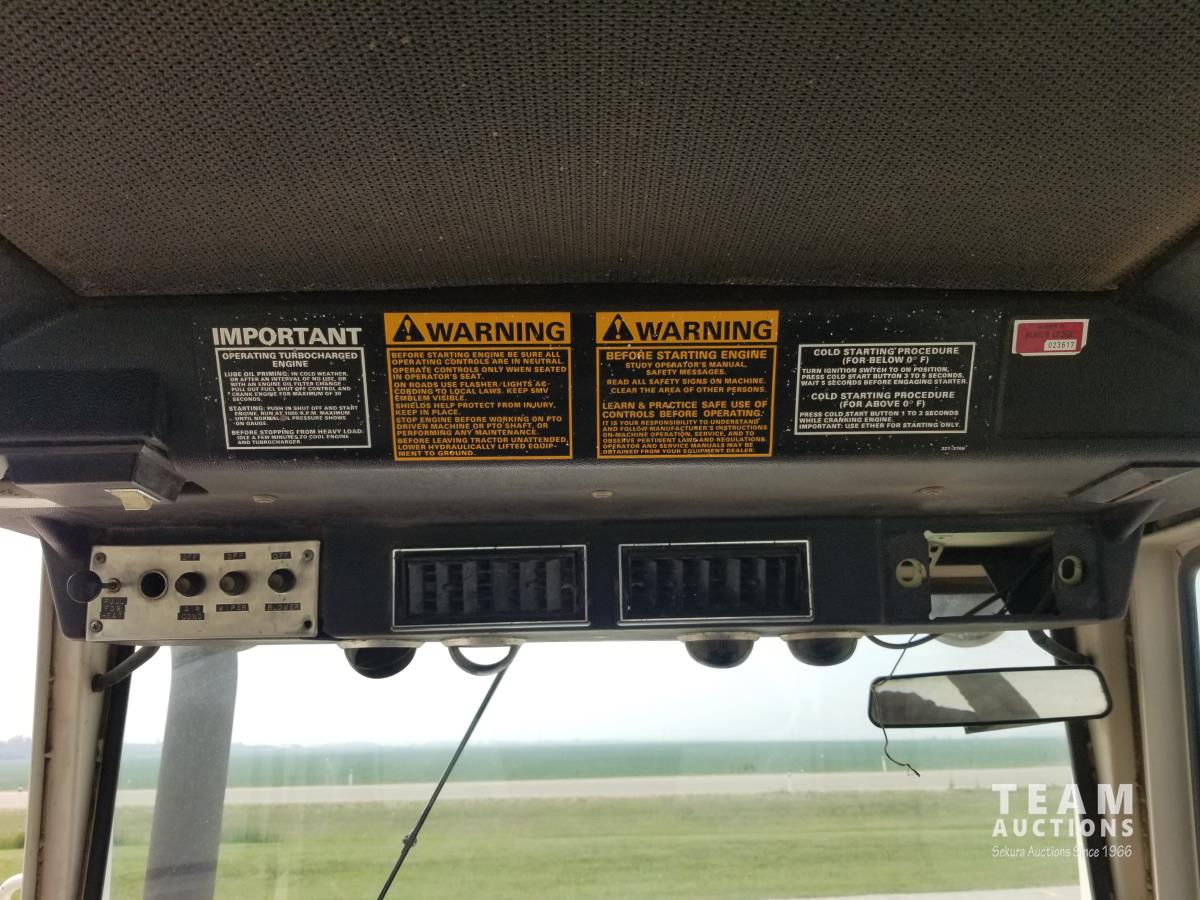 IMPORTANT
OPERATING TURBOCHARGED
ENGINE
LUBE OIL PRIMING: IN COLD WEATHER,
OR AFTER AN INTERVAL OF NO USE, OR
WITH AN ENGINE OIL FILTER CHANGE
PULL OUT FUEL SHUT OFF CONTROL AND
CRANK ENGINE FOR MAXIMUM OF 30
SECONDS.
STARTING: PUSH IN SHUT OFF AND START
ENGINE, RUN AT 1000 R.P.M. MAXIMUM
UNTIL NORMAL OIL PRESSURE SHOWS
ON GAUGE.
BEFORE STOPPING FROM HEAVY LOAD:
IDLE A FEW MINUTES TO COOL ENGINE
AND TURBOCHARGER.
WARNING
BEFORE STARTING ENGINE BE SURE ALL
OPERATING CONTROLS ARE IN NEUTRAL.
OPERATE CONTROLS ONLY WHEN SEATED
IN OPERATOR'S SEAT.
ON ROADS USE FLASHER/LIGHTS AC-
CORDING TO LOCAL LAWS. KEEP SMV
EMBLEM VISIBLE.
SHIELDS HELP PROTECT FROM INJURY,
KEEP IN PLACE.
STOP ENGINE BEFORE WORKING ON PTO
DRIVEN MACHINE OR PTO SHAFT, OR
PERFORMING ANY MAINTENANCE.
BEFORE LEAVING TRACTOR UNATTENDED,
LOWER HYDRAULICALLY LIFTED EQUIP-
MENT TO GROUND.
WARNING
BEFORE STARTING ENGINE
STUDY OPERATOR'S MANUAL,
SAFETY MESSAGES.
READ ALL SAFETY SIGNS ON MACHINE.
CLEAR THE AREA OF OTHER PERSONS.
LEARN & PRACTICE SAFE USE OF
CONTROLS BEFORE OPERATING.
IT IS YOUR RESPONSIBILITY TO UNDERSTAND
AND FOLLOW MANUFACTURER'S INSTRUCTIONS
ON MACHINE OPERATION, SERVICE, AND TO
OBSERVE PERTINENT LAWS AND REGULATIONS.
OPERATOR AND SERVICE MANUALS MAY BE
OBTAINED FROM YOUR EQUIPMENT DEALER.
COLD STARTING PROCEDURE
(FOR BELOW 0° F)
TURN IGNITION SWITCH TO ON POSITION,
PRESS COLD START BUTTON 3 TO 5 SECONDS,
WAIT 5 SECONDS BEFORE ENGAGING STARTER.
COLD STARTING PROCEDURE
(FOR ABOVE 0° F)
PRESS COLD START BUTTON 1 TO 3 SECONDS
WHILE CRANKING ENGINE.
IMPORTANT: USE ETHER FOR STARTING ONLY.
023617
OFF OFF OFF
AIR
COND
WIPER
BLOWER
TEAM
AUCTIONS
Sekura Auctions Since 1966